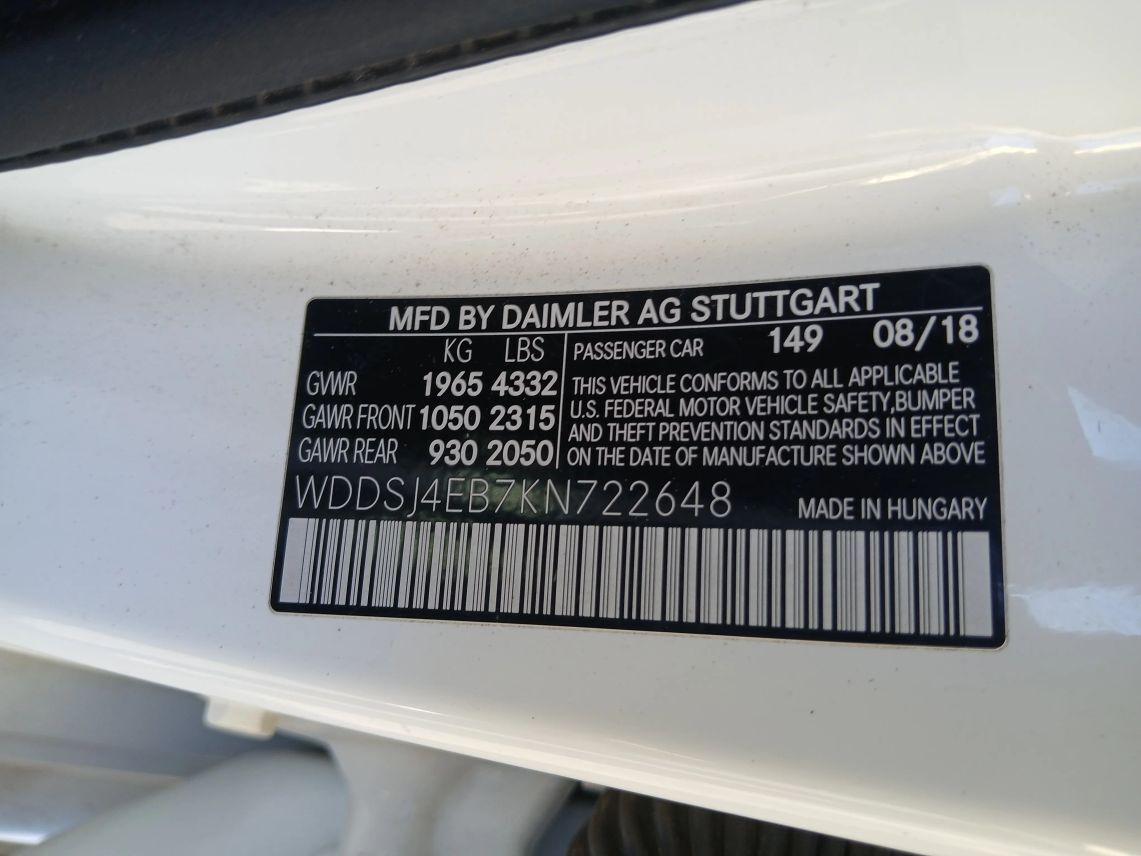 MFD BY DAIMLER AG STUTTGART
KG LBS
GVWR 1965 4332
GAWR FRONT 1050 2315
GAWR REAR 930 2050
PASSENGER CAR 149 08/18
THIS VEHICLE CONFORMS TO ALL APPLICABLE
U.S. FEDERAL MOTOR VEHICLE SAFETY,BUMPER
AND THEFT PREVENTION STANDARDS IN EFFECT
ON THE DATE OF MANUFACTURE SHOWN ABOVE
WDDSJ4EB7KN722648 MADE IN HUNGARY